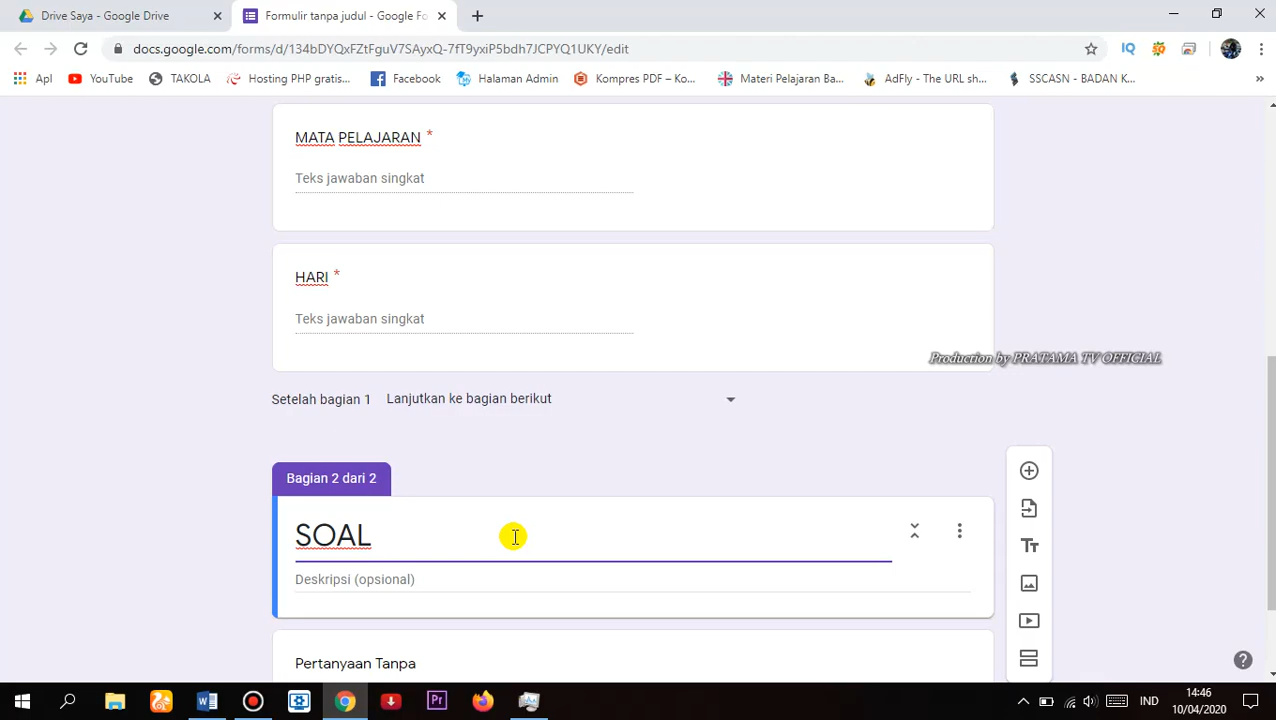 Drive Saya - Google Drive
Formulir tanpa judul - Google Fo
docs.google.com/forms/d/134bDYQxFZtFguV7SAyxQ-7fT9yxiP5bdh7JCPYQ1UKY/edit
Apl
YouTube
TAKOLA
Hosting PHP gratis...
Facebook
Halaman Admin
Kompres PDF – Ko...
Materi Pelajaran Ba...
AdFly - The URL sh...
SSCASN - BADAN K...
MATA PELAJARAN *
Teks jawaban singkat
HARI *
Teks jawaban singkat
Production by PRATAMA TV OFFICIAL
Setelah bagian 1 Lanjutkan ke bagian berikut
Bagian 2 dari 2
SOAL
Deskripsi (opsional)
Pertanyaan Tanpa
IND
14:46
10/04/2020